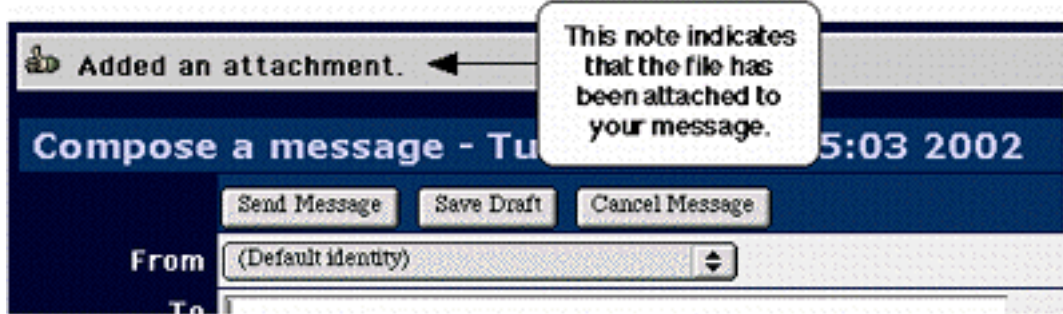 Added an attachment.
This note indicates
that the file has
been attached to
your message.
Compose a message - Tu 5:03 2002
Send Message Save Draft Cancel Message
From (Default identity)
To